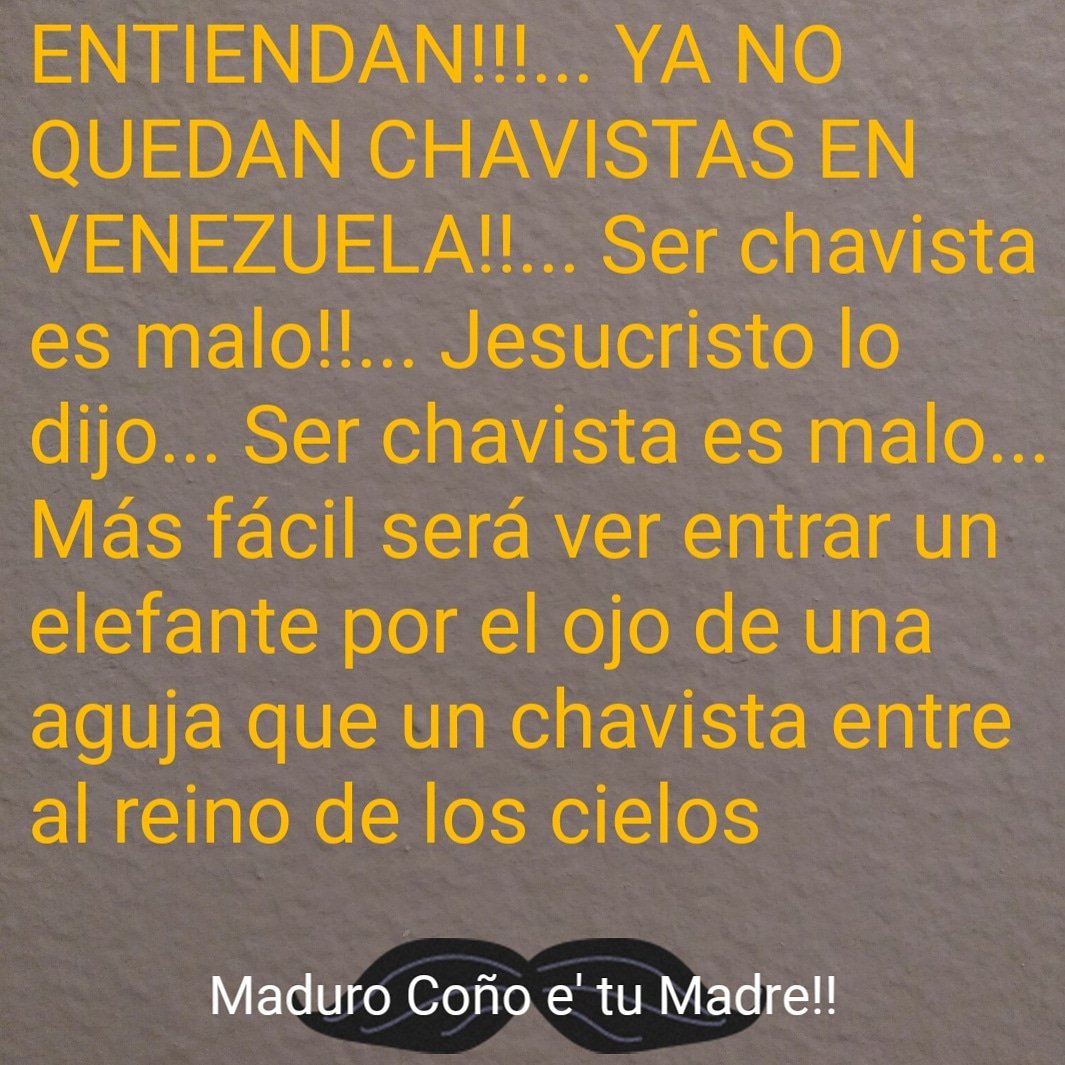 ENTIENDAN!!!... YA NO
QUEDAN CHAVISTAS EN
VENEZUELA!!... Ser chavista
es malo!!... Jesucristo lo
dijo... Ser chavista es malo...
Más fácil será ver entrar un
elefante por el ojo de una
aguja que un chavista entre
al reino de los cielos
Maduro Coño e' tu Madre!!